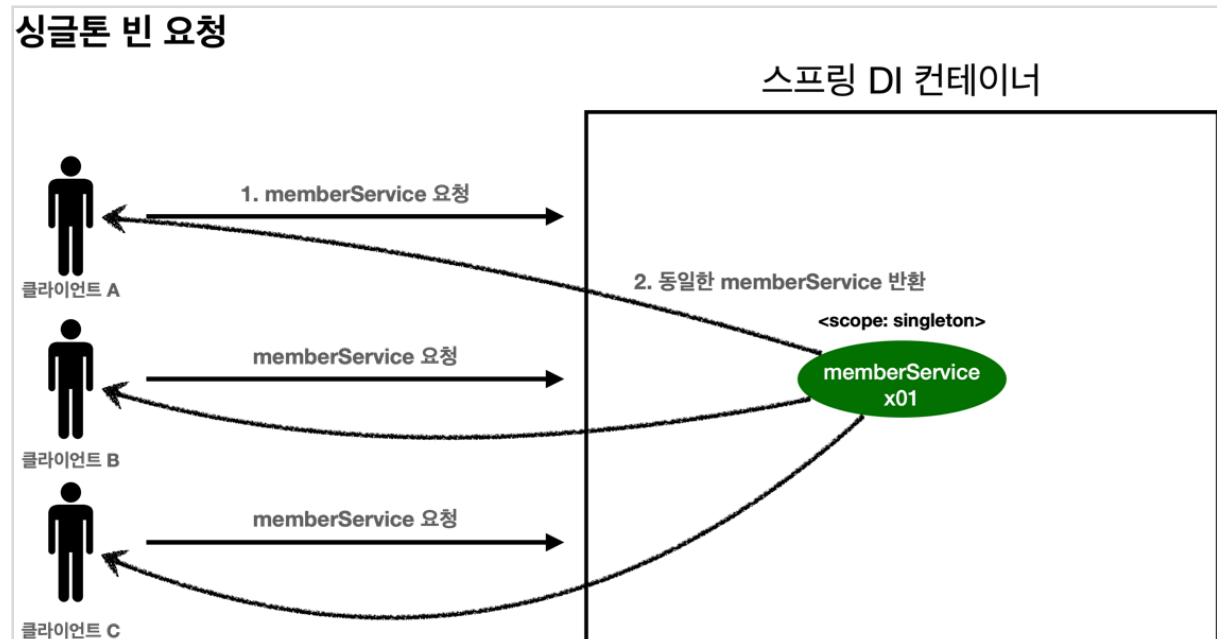 싱글톤 빈 요청
스프링 DI 컨테이너
1. memberService 요청
클라이언트 A
2. 동일한 memberService 반환
<scope: singleton>
memberService
x01
memberService 요청
클라이언트 B
memberService 요청
클라이언트 C